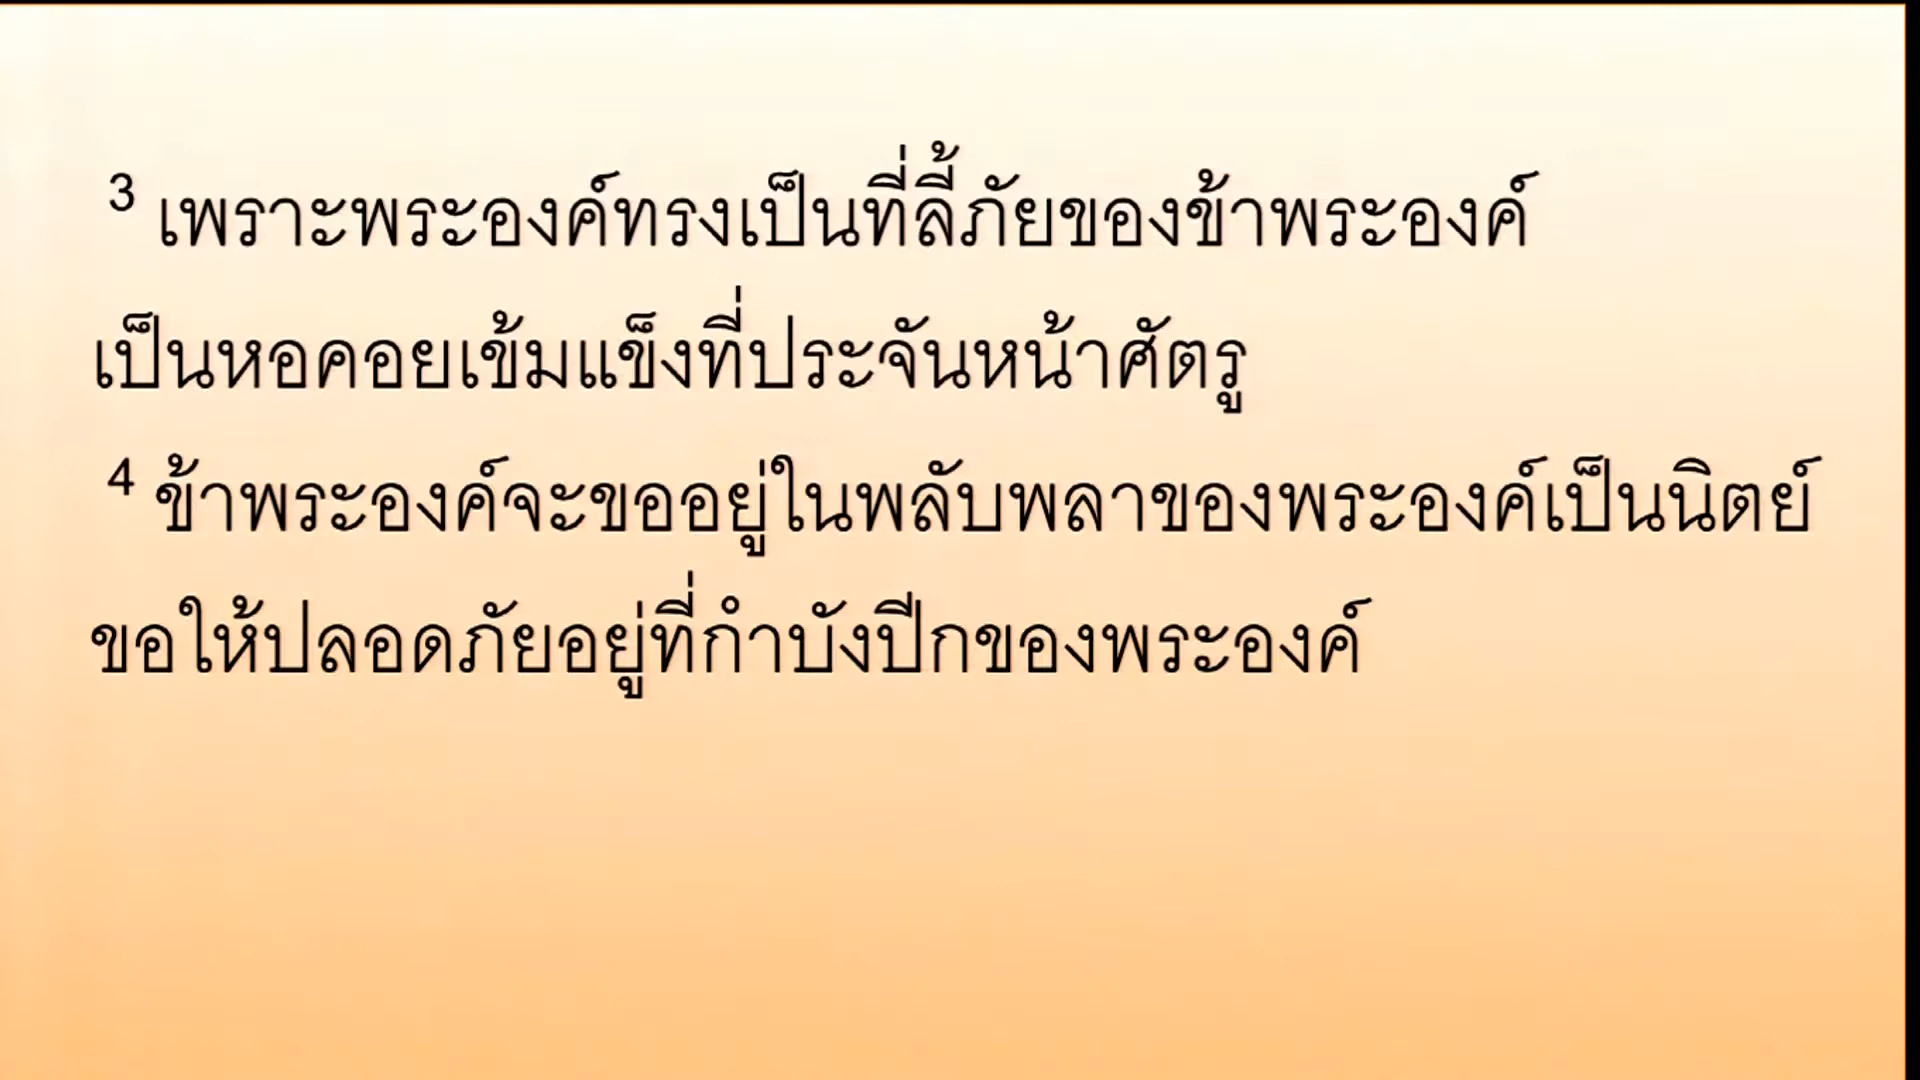 3 เพราะพระองค์ทรงเป็นที่ลี้ภัยของข้าพระองค์
เป็นหอคอยเข้มแข็งที่ประจันหน้าศัตรู
4 ข้าพระองค์จะขออยู่ในพลับพลาของพระองค์เป็นนิตย์
ขอให้ปลอดภัยอยู่ที่กำบังปีกของพระองค์